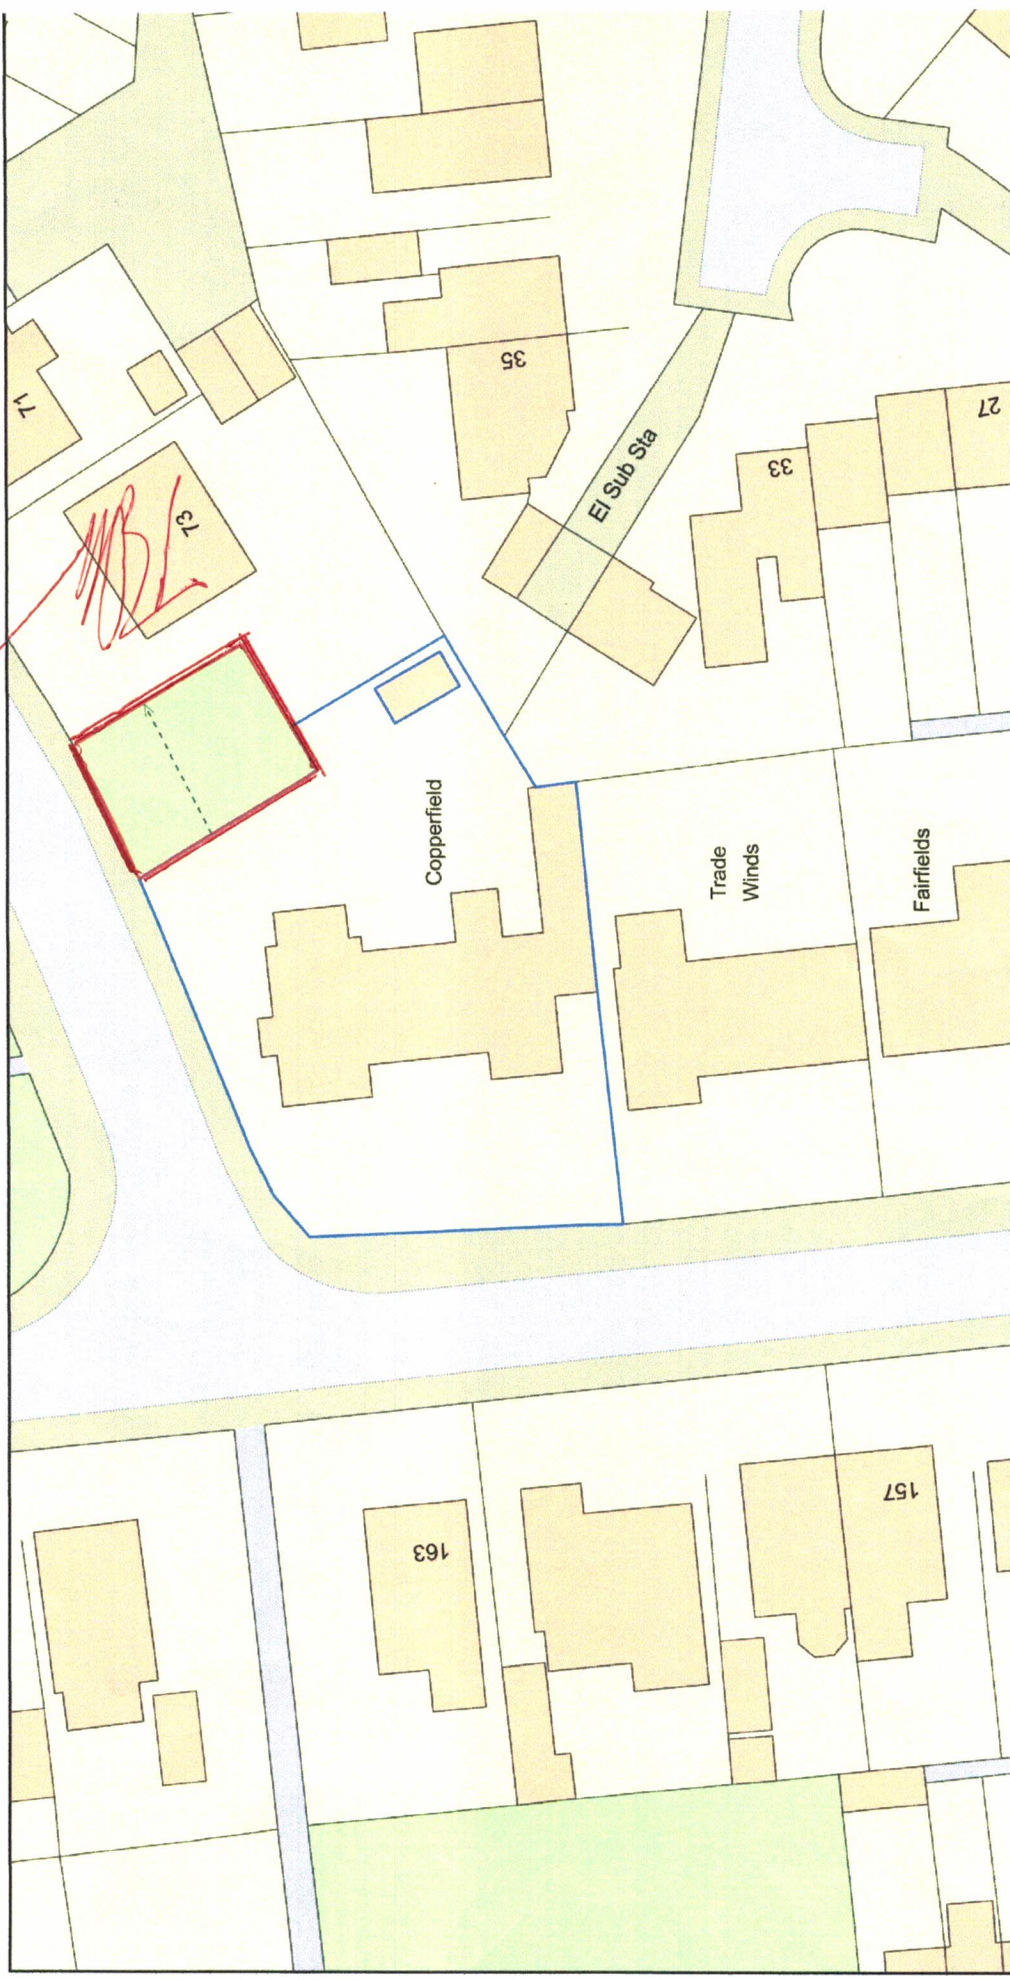 71
73
35
El Sub Sta
33
27
Copperfield
Trade
Winds
Fairfields
163
157